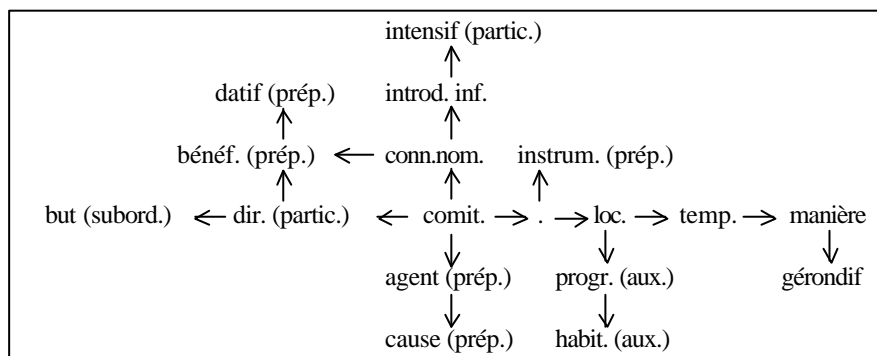 intensif (partic.)
datif (prép.) introd. inf.
bénéf. (prép.) conn.nom. instrum. (prép.)
but (subord.) dir. (partic.) comit. . loc. temp. manière
agent (prép.) progr. (aux.) gérondif
cause (prép.) habit. (aux.)